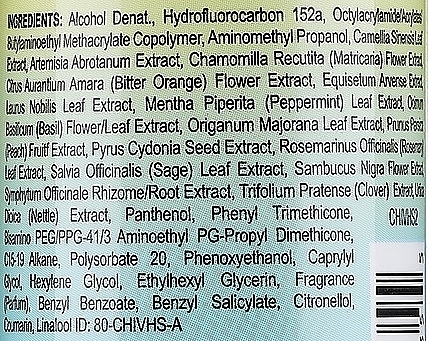 INGREDIENTS: Alcohol Denat., Hydrofluorocarbon 152a, Octylacrylamide/Acrylates/
Butylaminoethyl Methacrylate Copolymer, Aminomethyl Propanol, Camellia Sinensis Leaf
Extract, Artemisia Abrotanum Extract, Chamomilla Recutita (Matricaria) Flower Extract,
Citrus Aurantium Amara (Bitter Orange) Flower Extract, Equisetum Arvense Extract,
Laurus Nobilis Leaf Extract, Mentha Piperita (Peppermint) Leaf Extract, Ocimum
Basilicum (Basil) Flower/Leaf Extract, Origanum Majorana Leaf Extract, Prunus Persica
(Peach) Fruitf Extract, Pyrus Cydonia Seed Extract, Rosemarinus Officinalis (Rosemary)
Leaf Extract, Salvia Officinalis (Sage) Leaf Extract, Sambucus Nigra Flower Extract,
Symphytum Officinale Rhizome/Root Extract, Trifolium Pratense (Clover) Extract, Urtica
Dioica (Nettle) Extract, Panthenol, Phenyl Trimethicone,
Bisamino PEG/PPG-41/3 Aminoethyl PG-Propyl Dimethicone,
C15-19 Alkane, Polysorbate 20, Phenoxyethanol, Caprylyl
Glycol, Hexylene Glycol, Ethylhexyl Glycerin, Fragrance
(Parfum), Benzyl Benzoate, Benzyl Salicylate, Citronellol,
Coumarin, Linalool ID: 80-CHIVHS-A
CHIVHS2